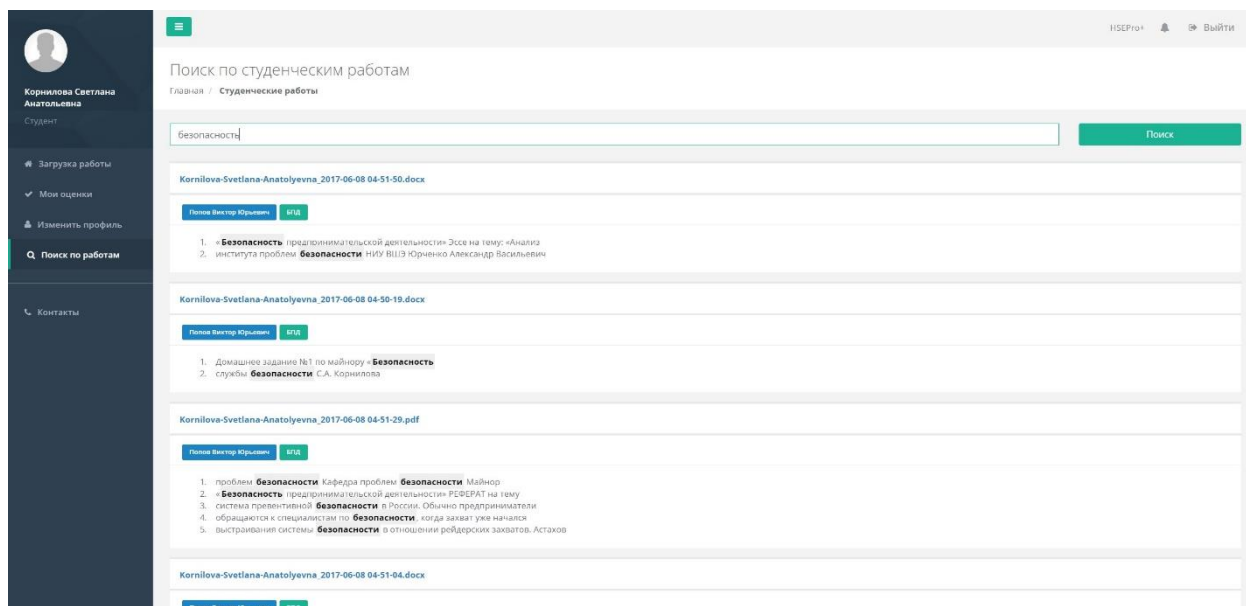 HSEPro+
Выйти
Корнилова Светлана
Анатольевна
Студент
Загрузка работы
Мои оценки
Изменить профиль
Поиск по работам
Контакты
Поиск по студенческим работам
Главная / Студенческие работы
безопасность
Поиск
Kornilova-Svetlana-Anatolyevna_2017-06-08 04-51-50.docx
Попов Виктор Юрьевич БПД
1. «Безопасность предпринимательской деятельности» Эссе на тему: «Анализ
2. института проблем безопасности НИУ ВШЭ Юрченко Александр Васильевич
Kornilova-Svetlana-Anatolyevna_2017-06-08 04-50-19.docx
Попов Виктор Юрьевич БПД
1. Домашнее задание №1 по майнору «Безопасность
2. службы безопасности С.А. Корнилова
Kornilova-Svetlana-Anatolyevna_2017-06-08 04-51-29.pdf
Попов Виктор Юрьевич БПД
1. проблем безопасности Кафедра проблем безопасности Майнор
2. «Безопасность предпринимательской деятельности» РЕФЕРАТ на тему
3. система превентивной безопасности в России. Обычно предприниматели
4. обращаются к специалистам по безопасности, когда захват уже начался
5. выстраивания системы безопасности в отношении рейдерских захватов. Астахов
Kornilova-Svetlana-Anatolyevna_2017-06-08 04-51-04.docx